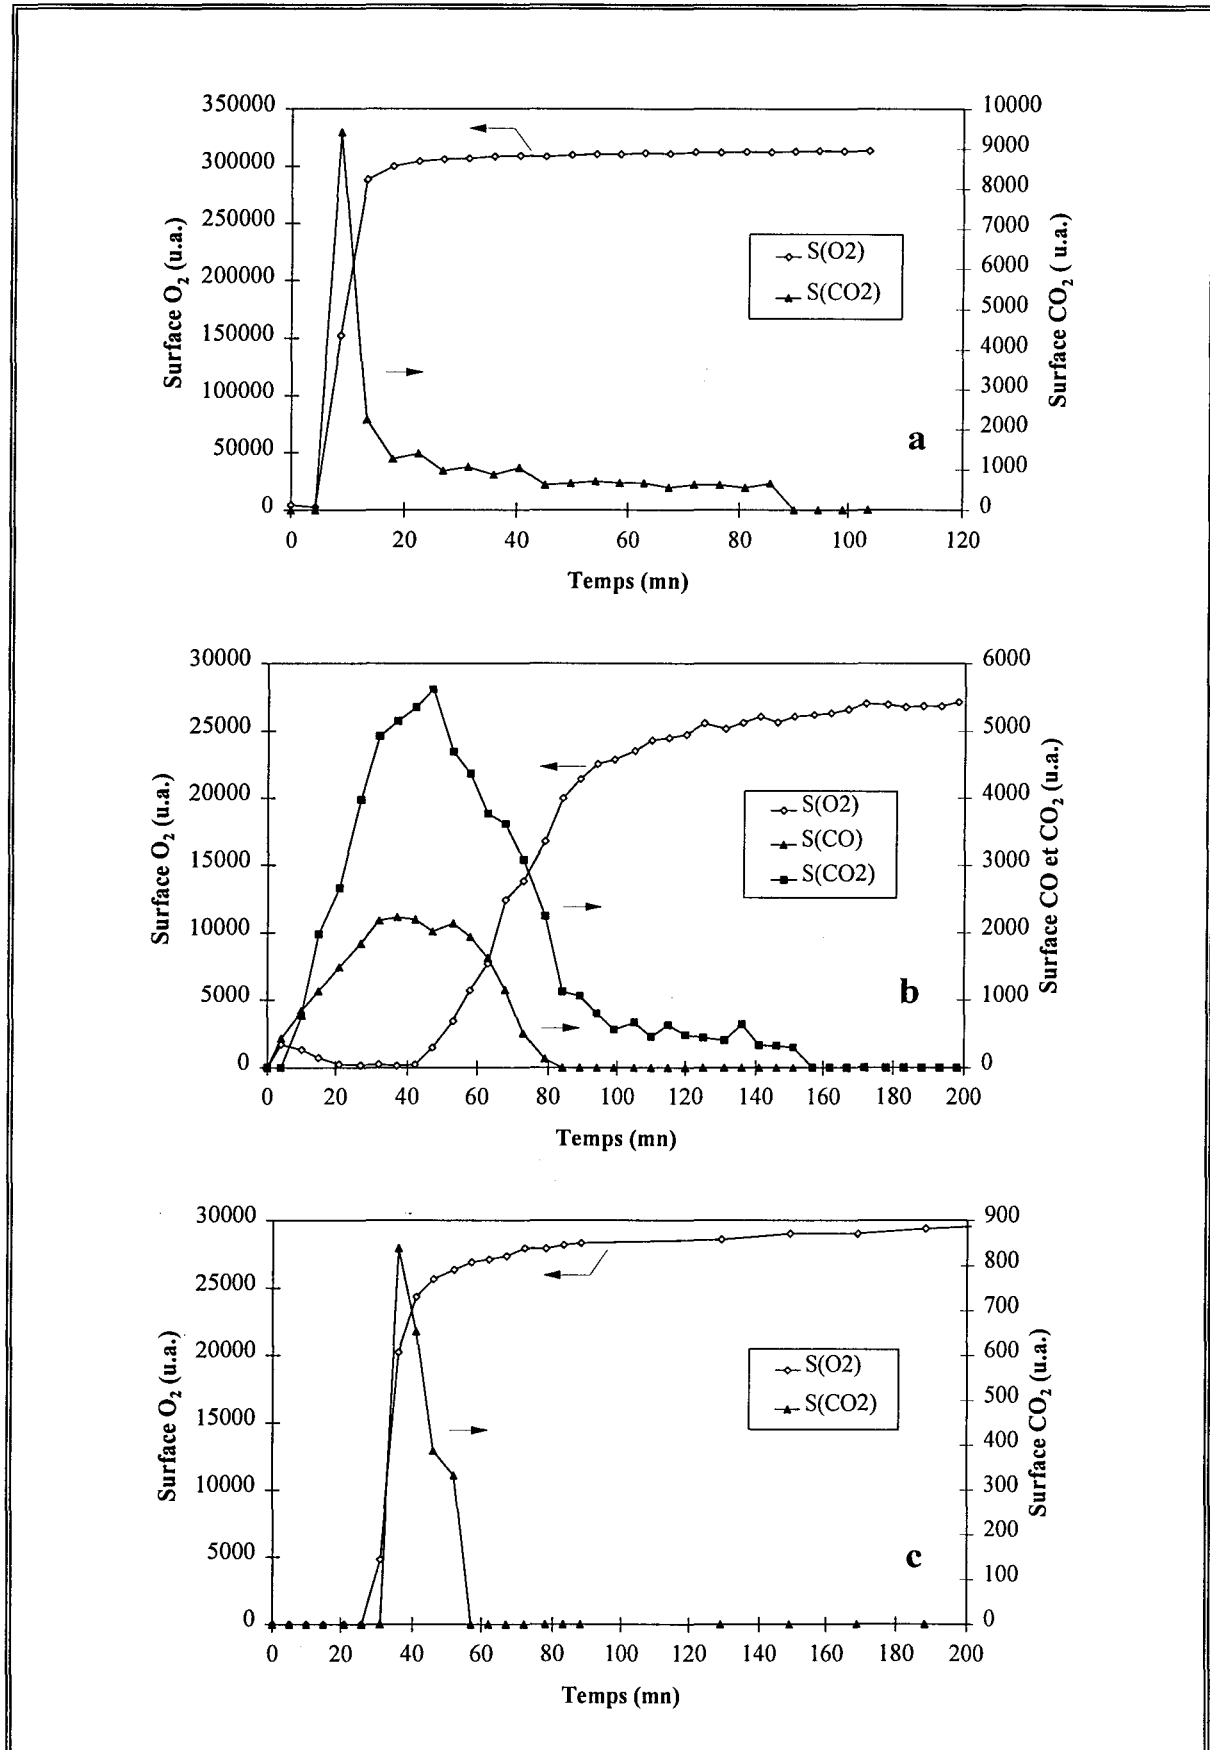 350000
300000
250000
200000
150000
100000
50000
0
Surface O2 (u.a.)
10000
9000
8000
7000
6000
5000
4000
3000
2000
1000
0
Surface CO2 ( u.a.)
S(O2)
S(CO2)
a
0 20 40 60 80 100 120
Temps (mn)
30000
25000
20000
15000
10000
5000
0
Surface O2 (u.a.)
6000
5000
4000
3000
2000
1000
0
Surface CO et CO2 (u.a.)
S(O2)
S(CO)
S(CO2)
b
0 20 40 60 80 100 120 140 160 180 200
Temps (mn)
30000
25000
20000
15000
10000
5000
0
Surface O2 (u.a.)
900
800
700
600
500
400
300
200
100
0
Surface CO2 (u.a.)
S(O2)
S(CO2)
c
0 20 40 60 80 100 120 140 160 180 200
Temps (mn)